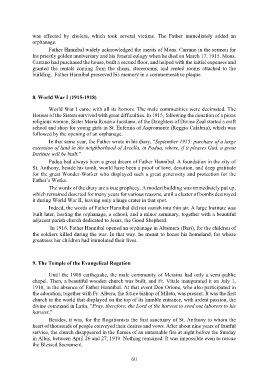 was affected by cholera, which took several victims. The Father immediately added an
orphanage.
Father Hannibal widely acknowledged the merits of Mons. Carmno in the sermon for
his priestly golden anniversary and his funeral eulogy when he died on March 17, 1915. Mons.
Carmno had purchased the house, built a second floor, and helped with the initial expenses and
granted the rentals coming from the shops, storerooms, and rented rooms attached to the
building. Father Hannibal preserved his memory in a commemorative plaque.
8. World War I (1915-1918)
World War I came with all its horrors. The male communities were decimated. The
Houses of the Sisters survived with great difficulties. In 1915, following the donation of a pious
religious woman, Sister Maria Rosaria Jacolano, of the Daughters of Divine Zeal started a craft
school and shop for young girls in St. Eufemia of Aspromonte (Reggio Calabria), which was
followed by the opening of an orphanage.
In that same year, the Father wrote in his diary, "September 1915: purchase of a large
extension of land in the neighborhood of Arcella, in Padua, where, if it pleases God, a great
Institute will be built."
Padua had always been a great dream of Father Hannibal. A foundation in the city of
St. Anthony, beside his tomb, would have been a proof of love, devotion, and deep gratitude
for the great Wonder-Worker who displayed such a great generosity and protection for the
Father's Works.
The words of the diary are a true prophecy. A modest building was immediately put up,
which remained deserted for many years for various reasons, until a cluster of bombs destroyed
it during World War II, leaving only a huge crater in that spot.
Indeed, the words of Father Hannibal did not vanish into thin air. A large Institute was
built later, hosting the orphanage, a school, and a minor seminary, together with a beautiful
adjacent parish church dedicated to Jesus, the Good Shepherd.
In 1916, Father Hannibal opened an orphanage in Altamura (Bari), for the children of
the soldiers killed during the war. In that way, he meant to honor his homeland, for whose
greatness her children had immolated their lives.
9. The Temple of the Evangelical Rogation
Until the 1908 earthquake, the male community of Messina had only a semi-public
chapel. Then, a beautiful wooden church was built, and Fr. Vitale inaugurated it on July 1,
1910, in the absence of Father Hannibal. At that event Don Orione, who also participated in
the adoration, together with Fr. Albera, the future bishop of Mileto, was present. It was the first
church in the world that displayed on the top of its humble entrance, with ardent passion, the
divine command in Latin, "Pray, therefore, the Lord of the harvest to send out laborers to his
harvest."
Besides, it was, for the Rogationists the first sanctuary of St. Anthony to whom the
heart of thousands of people conveyed their desires and vows. After about nine years of fruitful
service, the church disappeared in the flames of an untamable fire at night before the Sunday
in Albis, between April 26 and 27, 1919. Nothing remained. It was impossible even to rescue
the Blessed Sacrament.
60